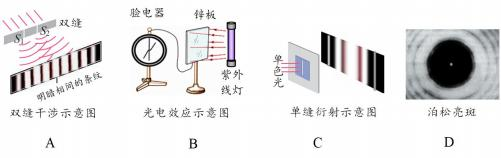 双缝
S₁ S₂
明暗相间的条纹
双缝干涉示意图
A
验电器 锌板
紫外
线灯
光电效应示意图
B
单
色
光
单缝衍射示意图
C
泊松亮斑
D